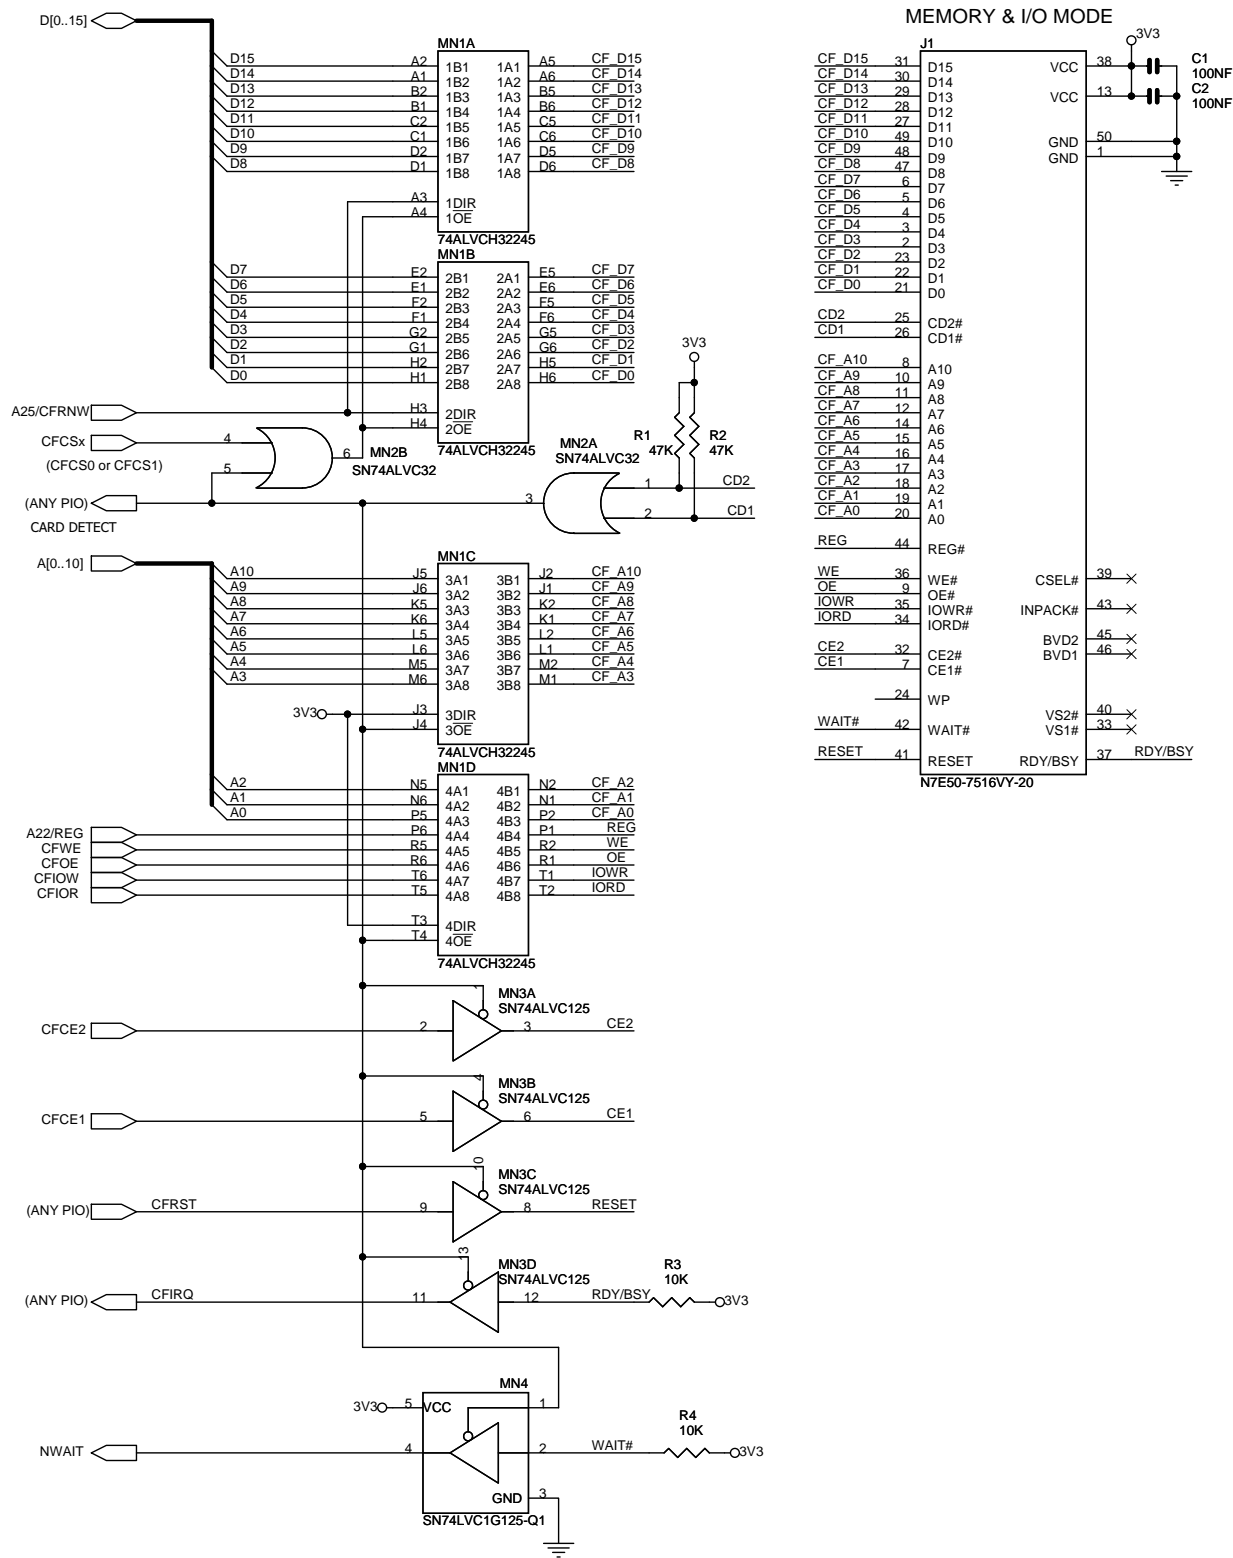 MEMORY & I/O MODE
D[0..15]
MN1A
D15 A2 1B1 1A1 A5 CF_D15
D14 A1 1B2 1A2 A6 CF_D14
D13 B2 1B3 1A3 B5 CF_D13
D12 B1 1B4 1A4 B6 CF_D12
D11 C2 1B5 1A5 C5 CF_D11
D10 C1 1B6 1A6 C6 CF_D10
D9 D2 1B7 1A7 D5 CF_D9
D8 D1 1B8 1A8 D6 CF_D8
A3 1DIR
A4 1OE
74ALVCH32245
MN1B
D7 E2 2B1 2A1 E5 CF_D7
D6 E1 2B2 2A2 E6 CF_D6
D5 F2 2B3 2A3 F5 CF_D5
D4 F1 2B4 2A4 F6 CF_D4
D3 G2 2B5 2A5 G5 CF_D3
D2 G1 2B6 2A6 G6 CF_D2
D1 H2 2B7 2A7 H5 CF_D1
D0 H1 2B8 2A8 H6 CF_D0
A25/CFRNW H3 2DIR
H4 2OE
74ALVCH32245
CFCSx 4
(CFCS0 or CFCS1) 5 6
MN2B
SN74ALVC32
3V3
R1
47K
R2
47K
MN2A
SN74ALVC32
1 CD2
2 CD1
3
(ANY PIO)
CARD DETECT
A[0..10]
MN1C
A10 J5 3A1 3B1 J2 CF_A10
A9 J6 3A2 3B2 J1 CF_A9
A8 K5 3A3 3B3 K2 CF_A8
A7 K6 3A4 3B4 K1 CF_A7
A6 L5 3A5 3B5 L2 CF_A6
A5 L6 3A6 3B6 L1 CF_A5
A4 M5 3A7 3B7 M2 CF_A4
A3 M6 3A8 3B8 M1 CF_A3
3V3 J3 3DIR
J4 3OE
74ALVCH32245
MN1D
A2 N5 4A1 4B1 N2 CF_A2
A1 N6 4A2 4B2 N1 CF_A1
A0 P5 4A3 4B3 P2 CF_A0
A22/REG P6 4A4 4B4 P1 REG
CFWE R5 4A5 4B5 R2 WE
CFOE R6 4A6 4B6 R1 OE
CFIOW T6 4A7 4B7 T1 IOWR
CFIOR T5 4A8 4B8 T2 IORD
T3 4DIR
T4 4OE
74ALVCH32245
1 MN3A
SN74ALVC125
CFCE2 2 3 CE2
4 MN3B
SN74ALVC125
CFCE1 5 6 CE1
10 MN3C
SN74ALVC125
(ANY PIO) CFRST 9 8 RESET
13 MN3D
SN74ALVC125
R3
10K
(ANY PIO) CFIRQ 11 12 RDY/BSY 3V3
MN4
3V3 5 VCC 1
R4
10K
NWAIT 4 2 WAIT# 3V3
GND 3
SN74LVC1G125-Q1
J1
3V3
CF_D15 31 D15 VCC 38
C1
100NF
CF_D14 30 D14
CF_D13 29 D13 VCC 13
C2
100NF
CF_D12 28 D12
CF_D11 27 D11
CF_D10 49 D10 GND 50
CF_D9 48 D9 GND 1
CF_D8 47 D8
CF_D7 6 D7
CF_D6 5 D6
CF_D5 4 D5
CF_D4 3 D4
CF_D3 2 D3
CF_D2 23 D2
CF_D1 22 D1
CF_D0 21 D0
CD2 25 CD2#
CD1 26 CD1#
CF_A10 8 A10
CF_A9 10 A9
CF_A8 11 A8
CF_A7 12 A7
CF_A6 14 A6
CF_A5 15 A5
CF_A4 16 A4
CF_A3 17 A3
CF_A2 18 A2
CF_A1 19 A1
CF_A0 20 A0
REG 44 REG#
WE 36 WE# CSEL# 39
OE 9 OE#
IOWR 35 IOWR# INPACK# 43
IORD 34 IORD#
BVD2 45
CE2 32 CE2# BVD1 46
CE1 7 CE1#
24 WP
VS2# 40
WAIT# 42 WAIT# VS1# 33
RESET 41 RESET RDY/BSY 37 RDY/BSY
N7E50-7516VY-20